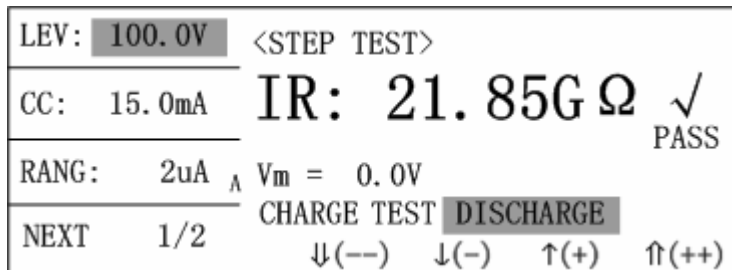 LEV: 100.0V
CC: 15.0mA
RANG: 2uA
NEXT 1/2
<STEP TEST>
IR: 21.85GΩ √
PASS
Vm = 0.0V
CHARGE TEST DISCHARGE
⇓(--) ↓(-) ↑(+) ⇑(++)